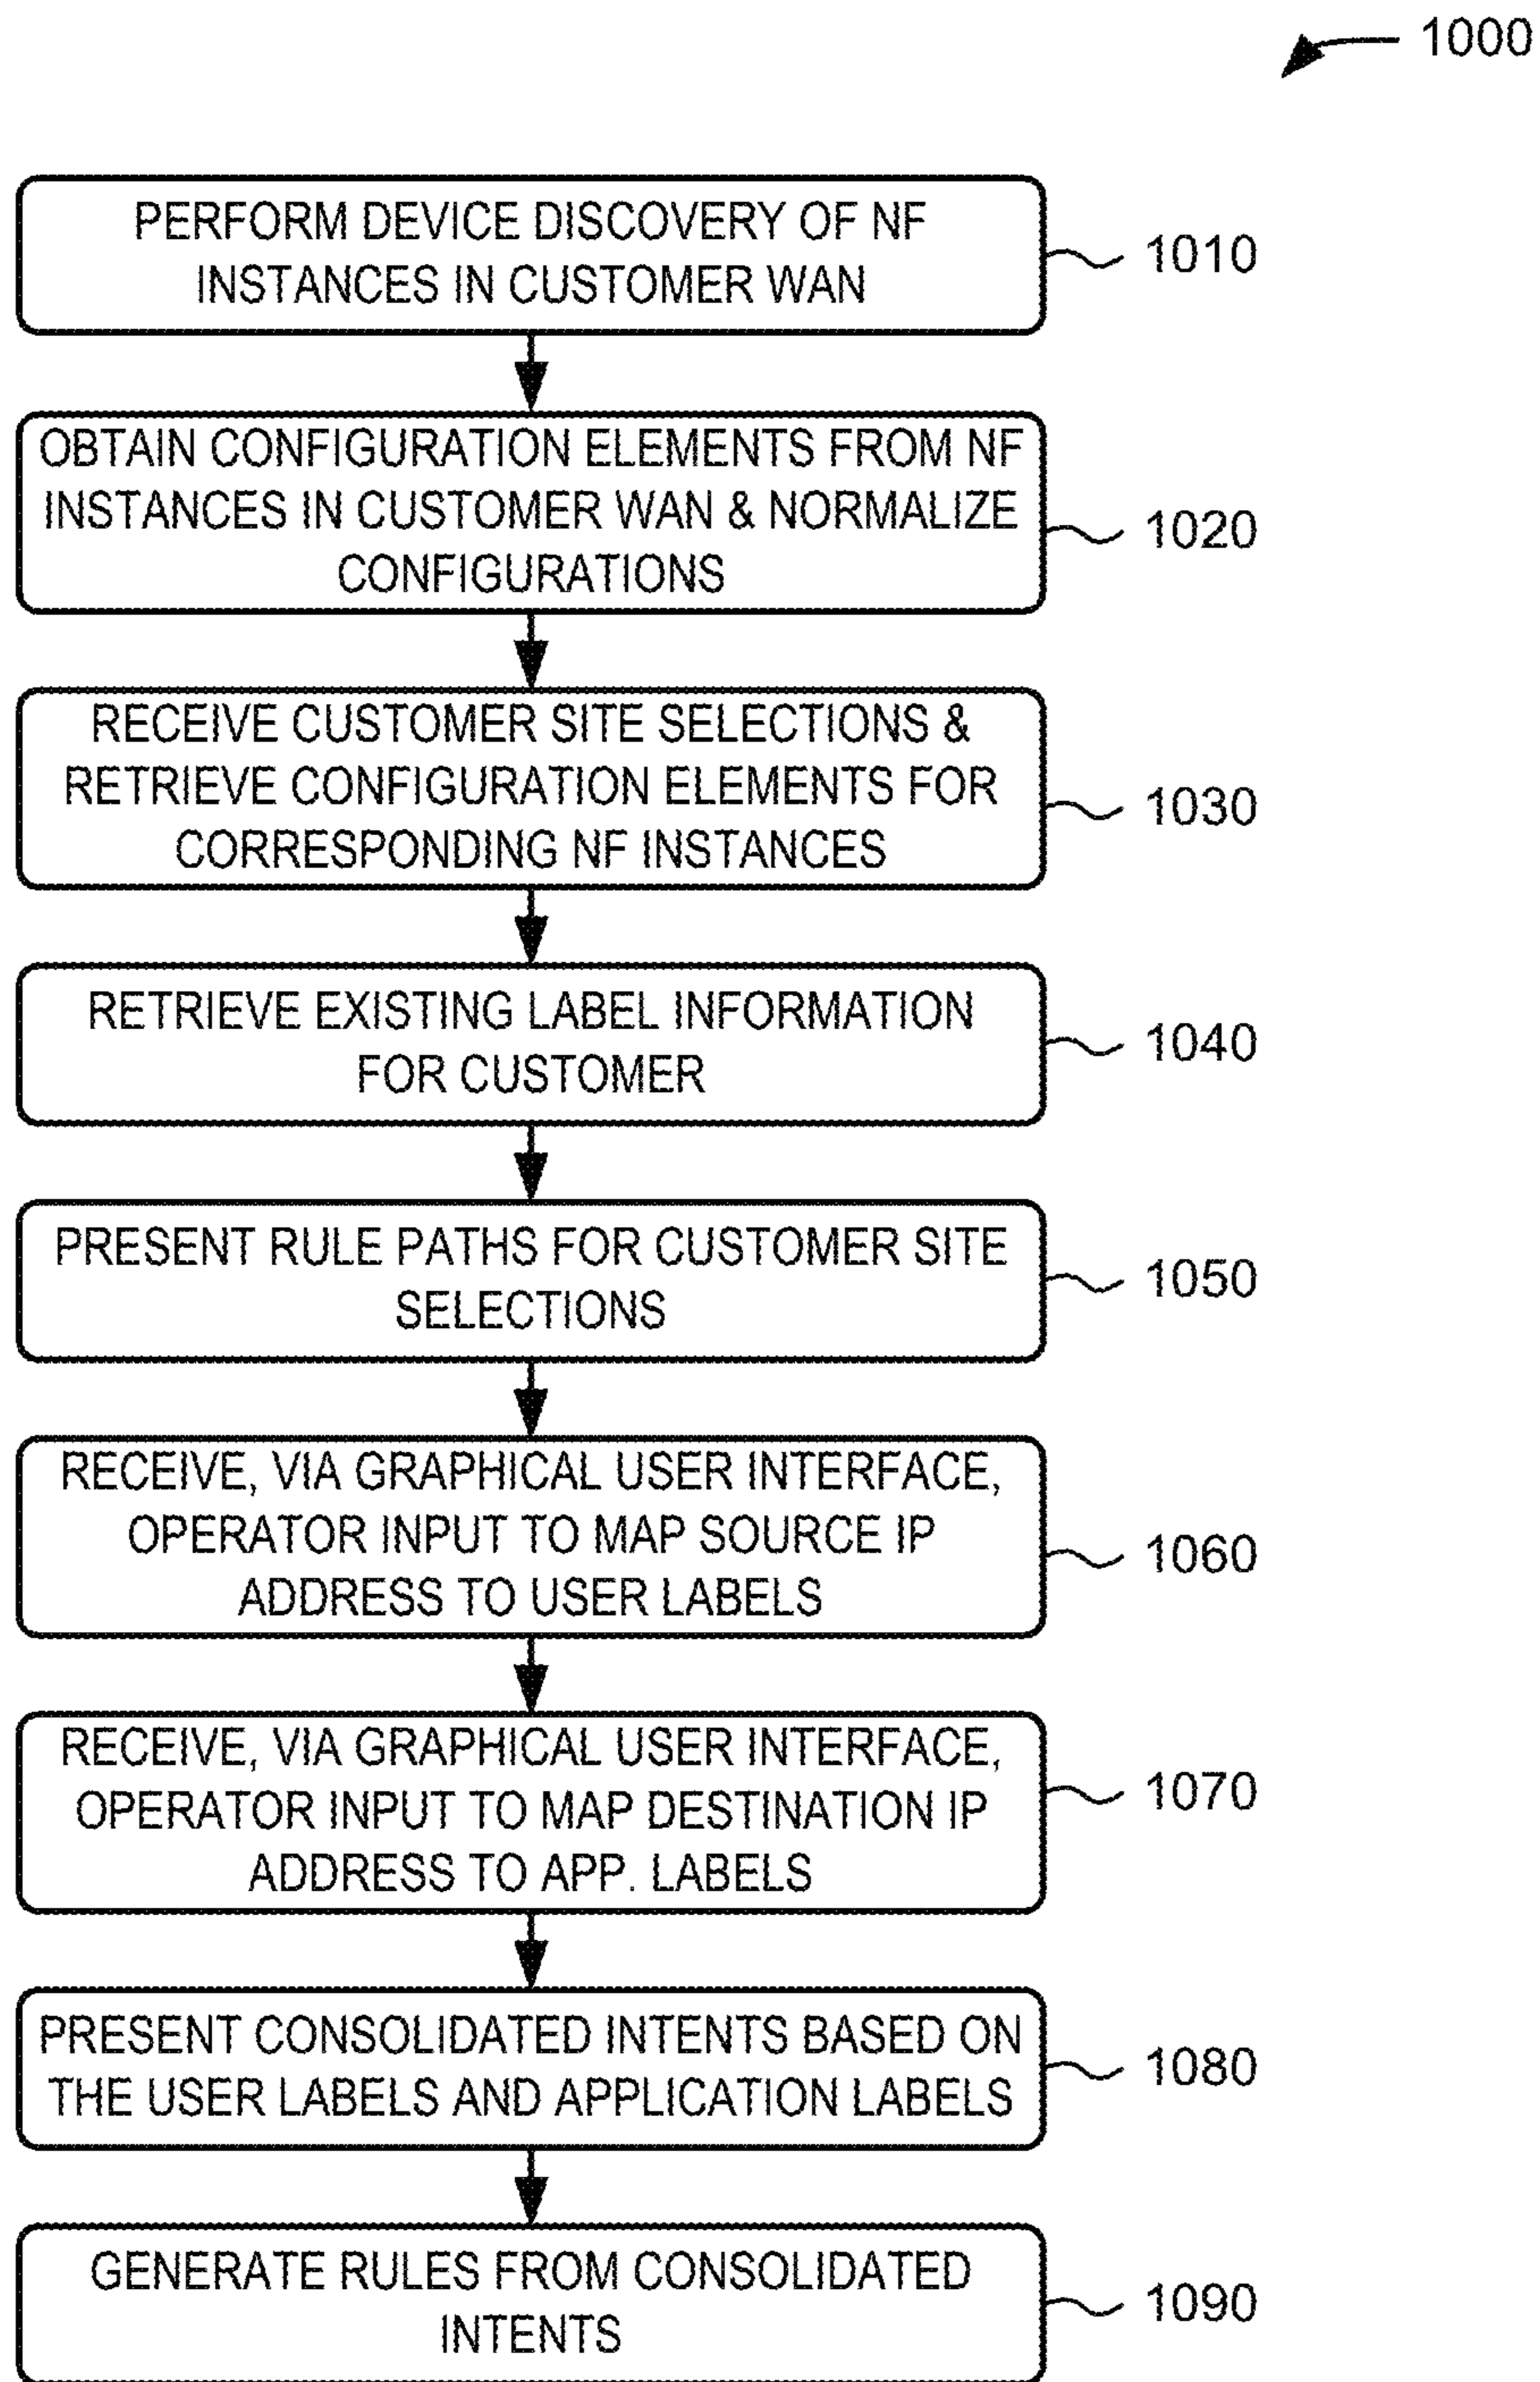 1000
PERFORM DEVICE DISCOVERY OF NF
INSTANCES IN CUSTOMER WAN
1010
OBTAIN CONFIGURATION ELEMENTS FROM NF
INSTANCES IN CUSTOMER WAN & NORMALIZE
CONFIGURATIONS
1020
RECEIVE CUSTOMER SITE SELECTIONS &
RETRIEVE CONFIGURATION ELEMENTS FOR
CORRESPONDING NF INSTANCES
1030
RETRIEVE EXISTING LABEL INFORMATION
FOR CUSTOMER
1040
PRESENT RULE PATHS FOR CUSTOMER SITE
SELECTIONS
1050
RECEIVE, VIA GRAPHICAL USER INTERFACE,
OPERATOR INPUT TO MAP SOURCE IP
ADDRESS TO USER LABELS
1060
RECEIVE, VIA GRAPHICAL USER INTERFACE,
OPERATOR INPUT TO MAP DESTINATION IP
ADDRESS TO APP. LABELS
1070
PRESENT CONSOLIDATED INTENTS BASED ON
THE USER LABELS AND APPLICATION LABELS
1080
GENERATE RULES FROM CONSOLIDATED
INTENTS
1090